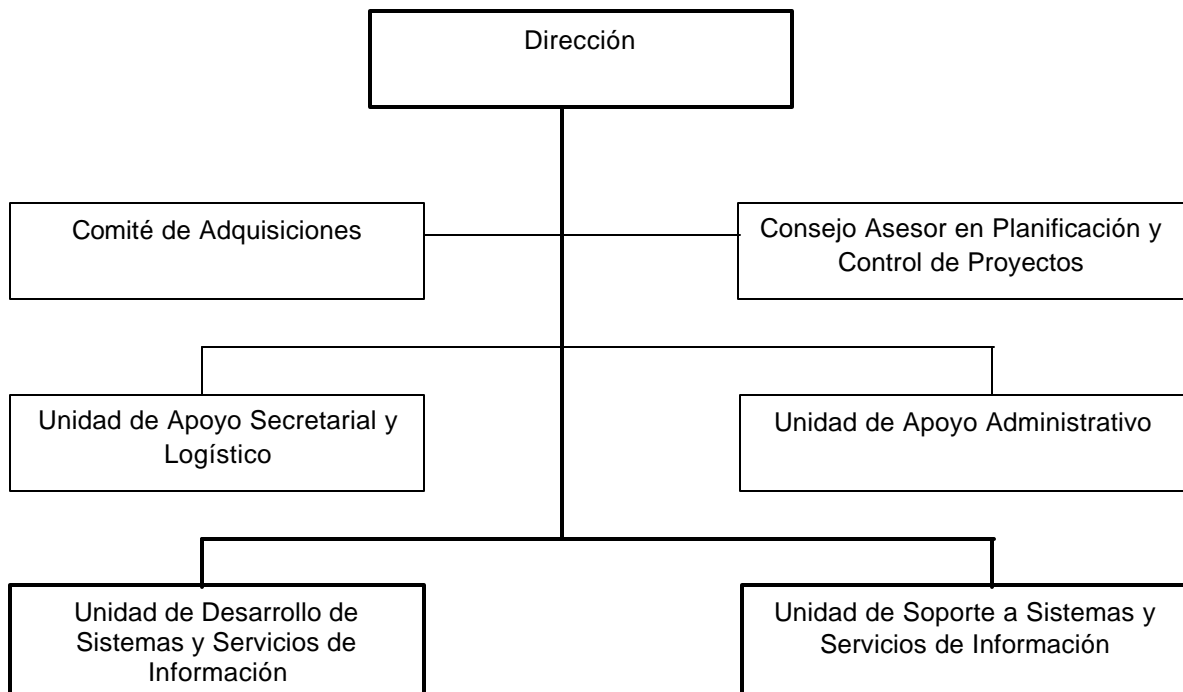 Dirección
Comité de Adquisiciones
Consejo Asesor en Planificación y
Control de Proyectos
Unidad de Apoyo Secretarial y
Logístico
Unidad de Apoyo Administrativo
Unidad de Desarrollo de
Sistemas y Servicios de
Información
Unidad de Soporte a Sistemas y
Servicios de Información